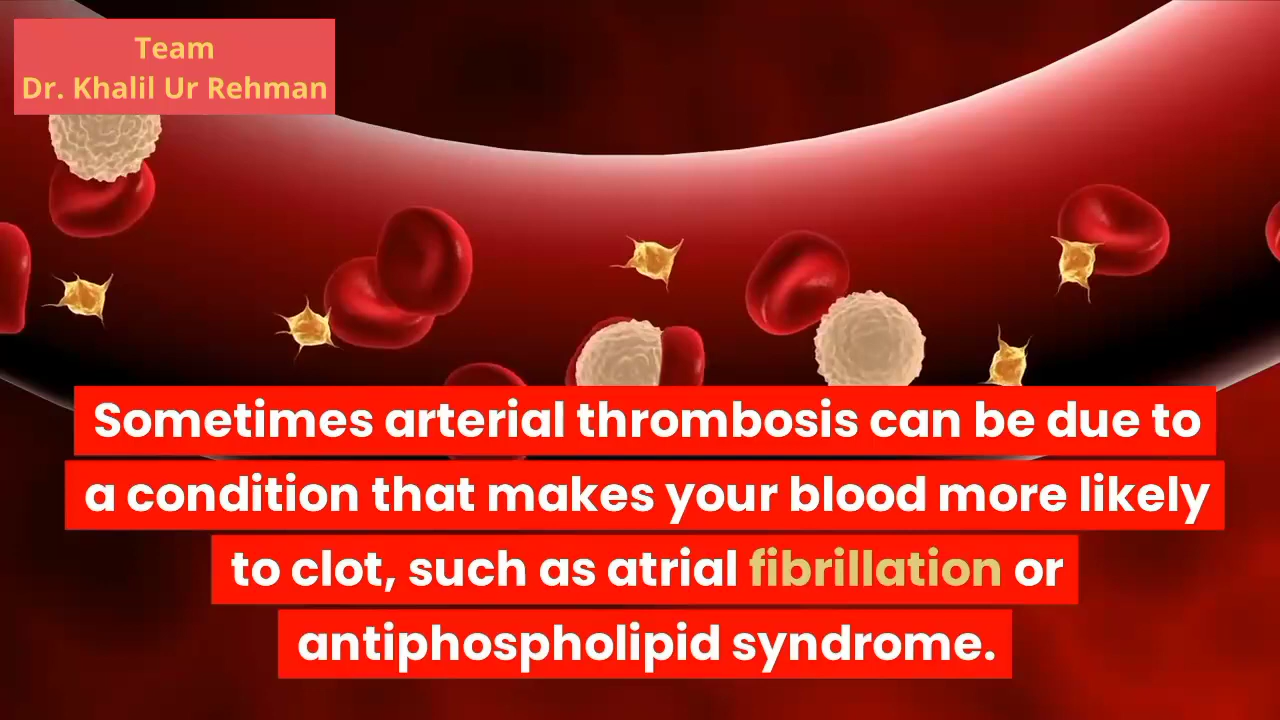 Team
Dr. Khalil Ur Rehman
Sometimes arterial thrombosis can be due to
a condition that makes your blood more likely
to clot, such as atrial fibrillation or
antiphospholipid syndrome.